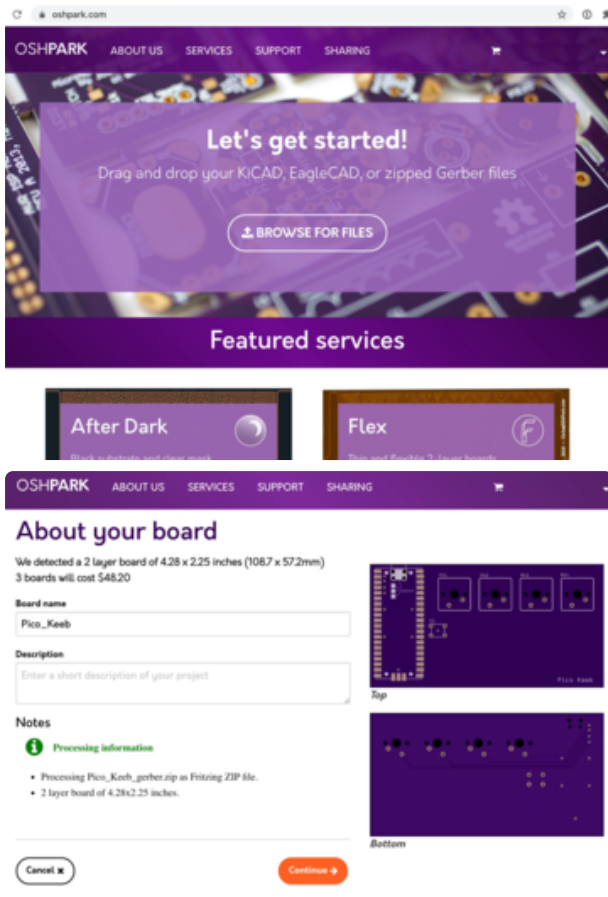 oshpark.com
OSHPARK ABOUT US SERVICES SUPPORT SHARING
Let's get started!
Drag and drop your KiCAD, EagleCAD, or zipped Gerber files
BROWSE FOR FILES
Featured services
After Dark
Black substrate and clear mask
Flex
Thin and flexible 2-layer boards
OSHPARK ABOUT US SERVICES SUPPORT SHARING
About your board
We detected a 2 layer board of 4.28 x 2.25 inches (108.7 x 57.2mm)
3 boards will cost $48.20
Board name
Pico_Keeb
Description
Enter a short description of your project
Notes
Processing information
• Processing Pico_Keeb_gerber.zip as Fritzing ZIP file.
• 2 layer board of 4.28x2.25 inches.
Cancel
Continue
Pico Keeb
Top
Bottom